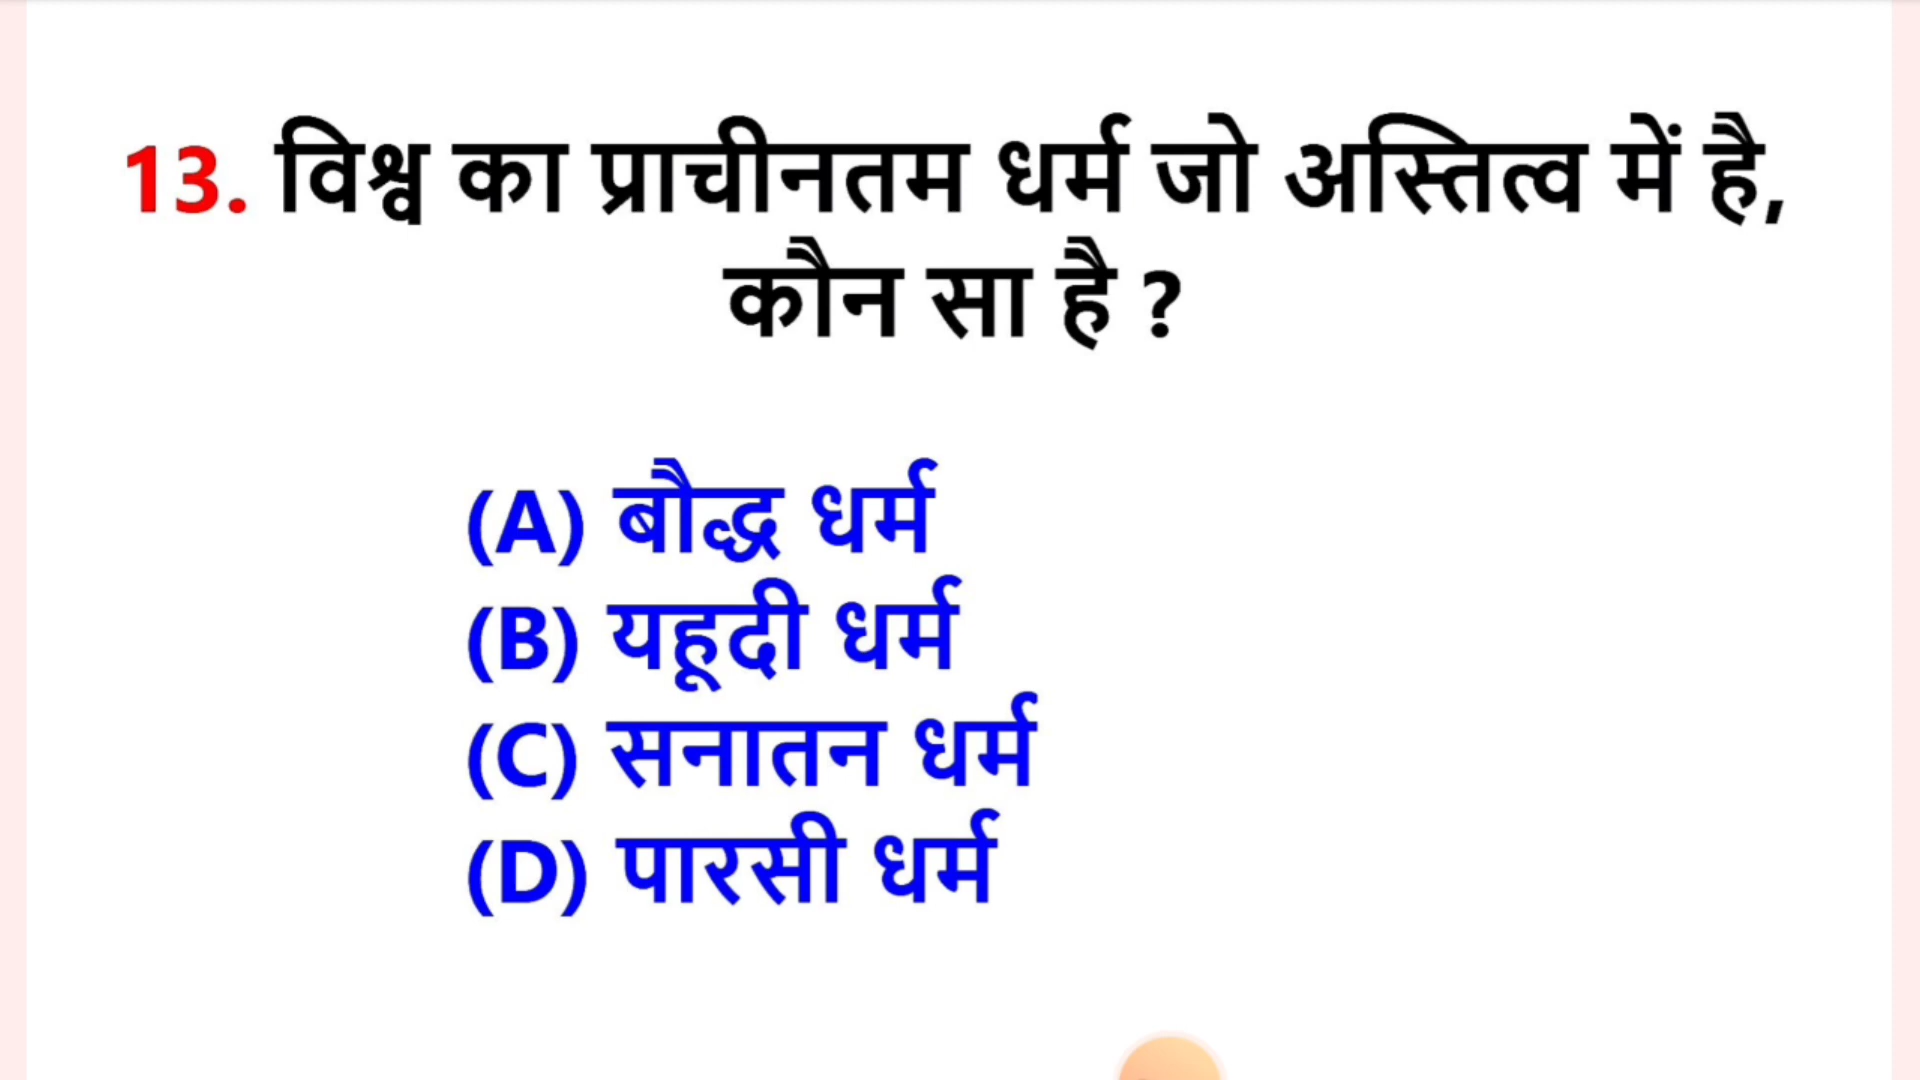 13. विश्व का प्राचीनतम धर्म जो अस्तित्व में है,
कौन सा है ?
(A) बौद्ध धर्म
(B) यहूदी धर्म
(C) सनातन धर्म
(D) पारसी धर्म